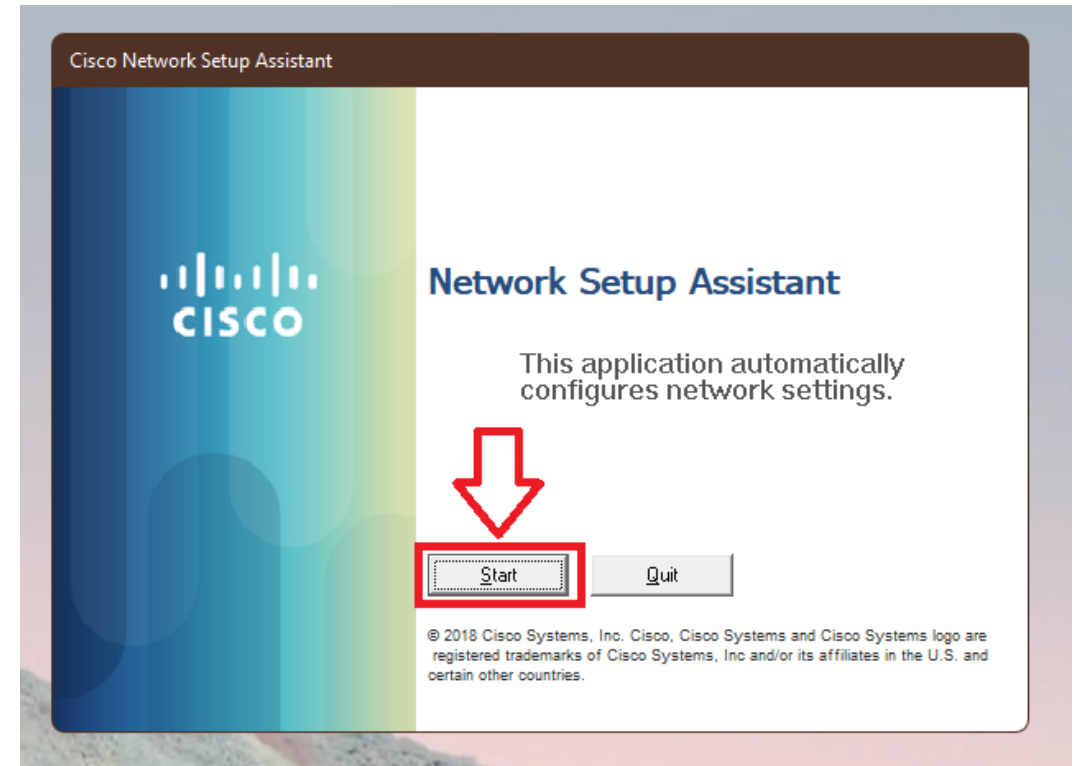 Cisco Network Setup Assistant
CISCO
Network Setup Assistant
This application automatically
configures network settings.
Start
Quit
© 2018 Cisco Systems, Inc. Cisco, Cisco Systems and Cisco Systems logo are
registered trademarks of Cisco Systems, Inc and/or its affiliates in the U.S. and
certain other countries.